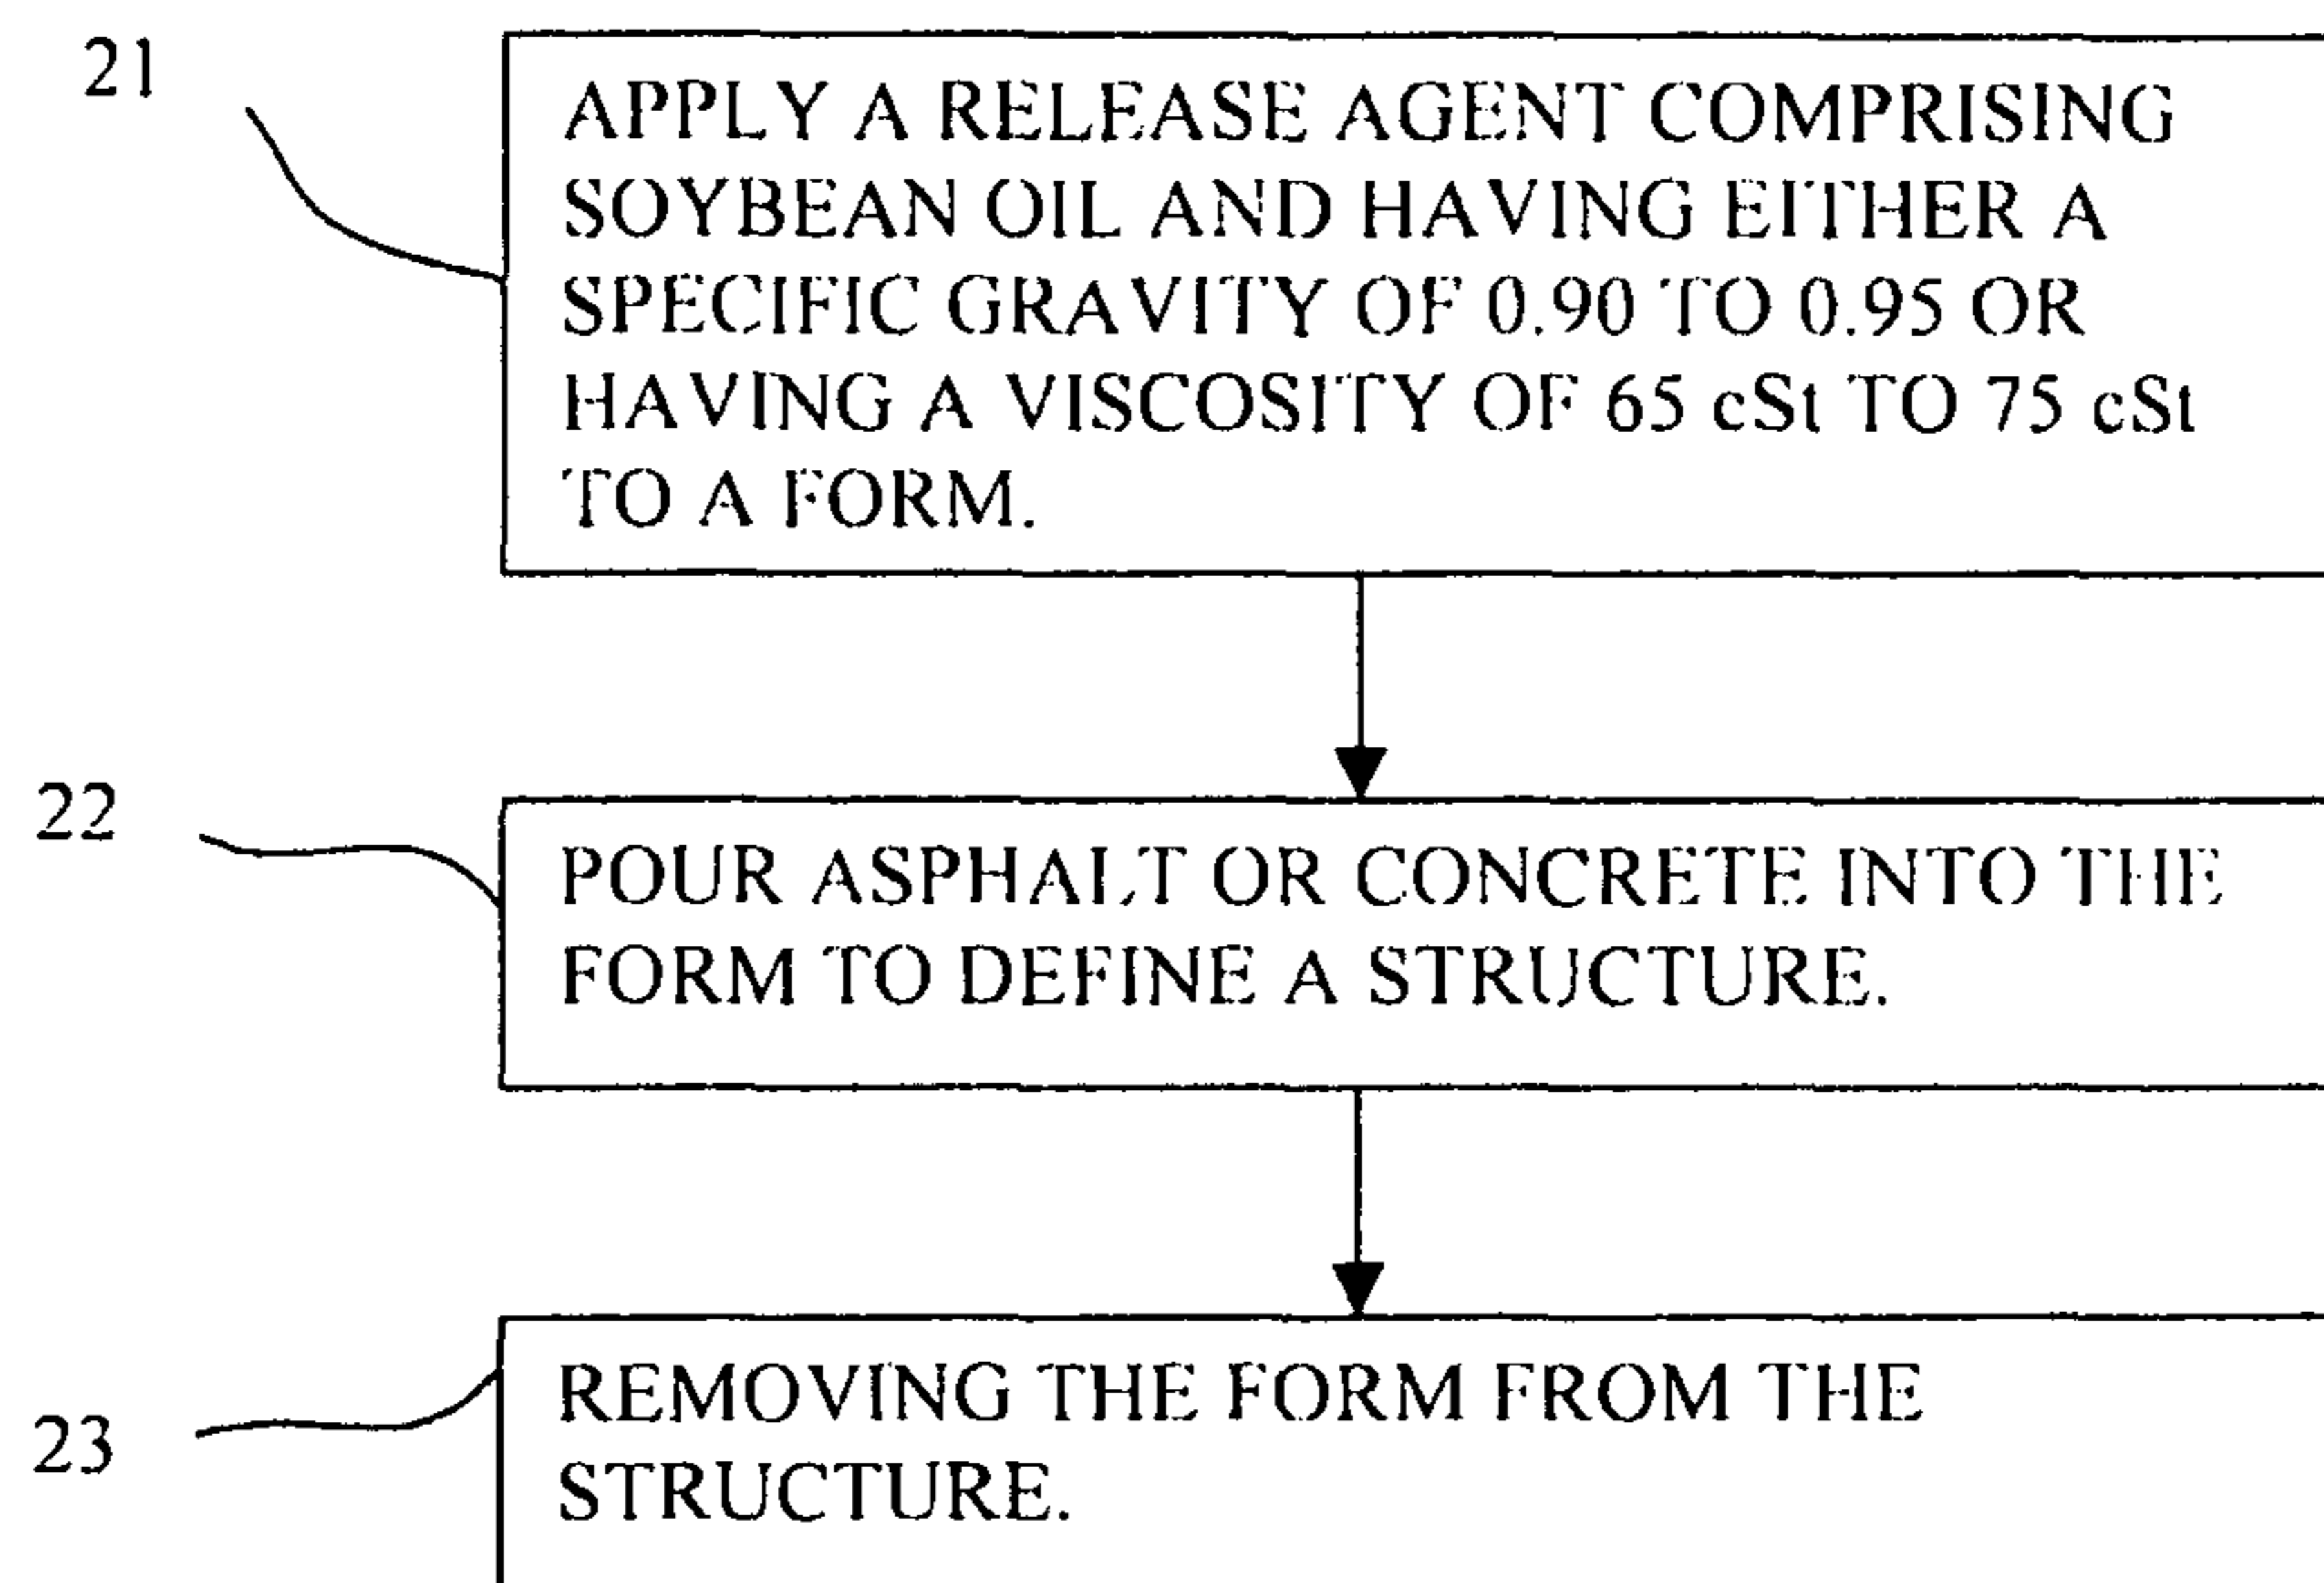 21
APPLY A RELEASE AGENT COMPRISING
SOYBEAN OIL AND HAVING EITHER A
SPECIFIC GRAVITY OF 0.90 TO 0.95 OR
HAVING A VISCOSITY OF 65 cSt TO 75 cSt
TO A FORM.
22
POUR ASPHALT OR CONCRETE INTO THE
FORM TO DEFINE A STRUCTURE.
23
REMOVING THE FORM FROM THE
STRUCTURE.